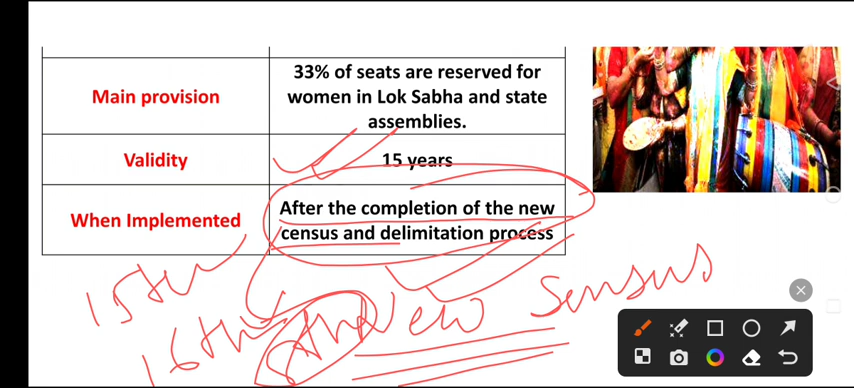 Main provision
33% of seats are reserved for
women in Lok Sabha and state
assemblies.
Validity
15 years
When Implemented
After the completion of the new
census and delimitation process
15th
16th
New Sensus